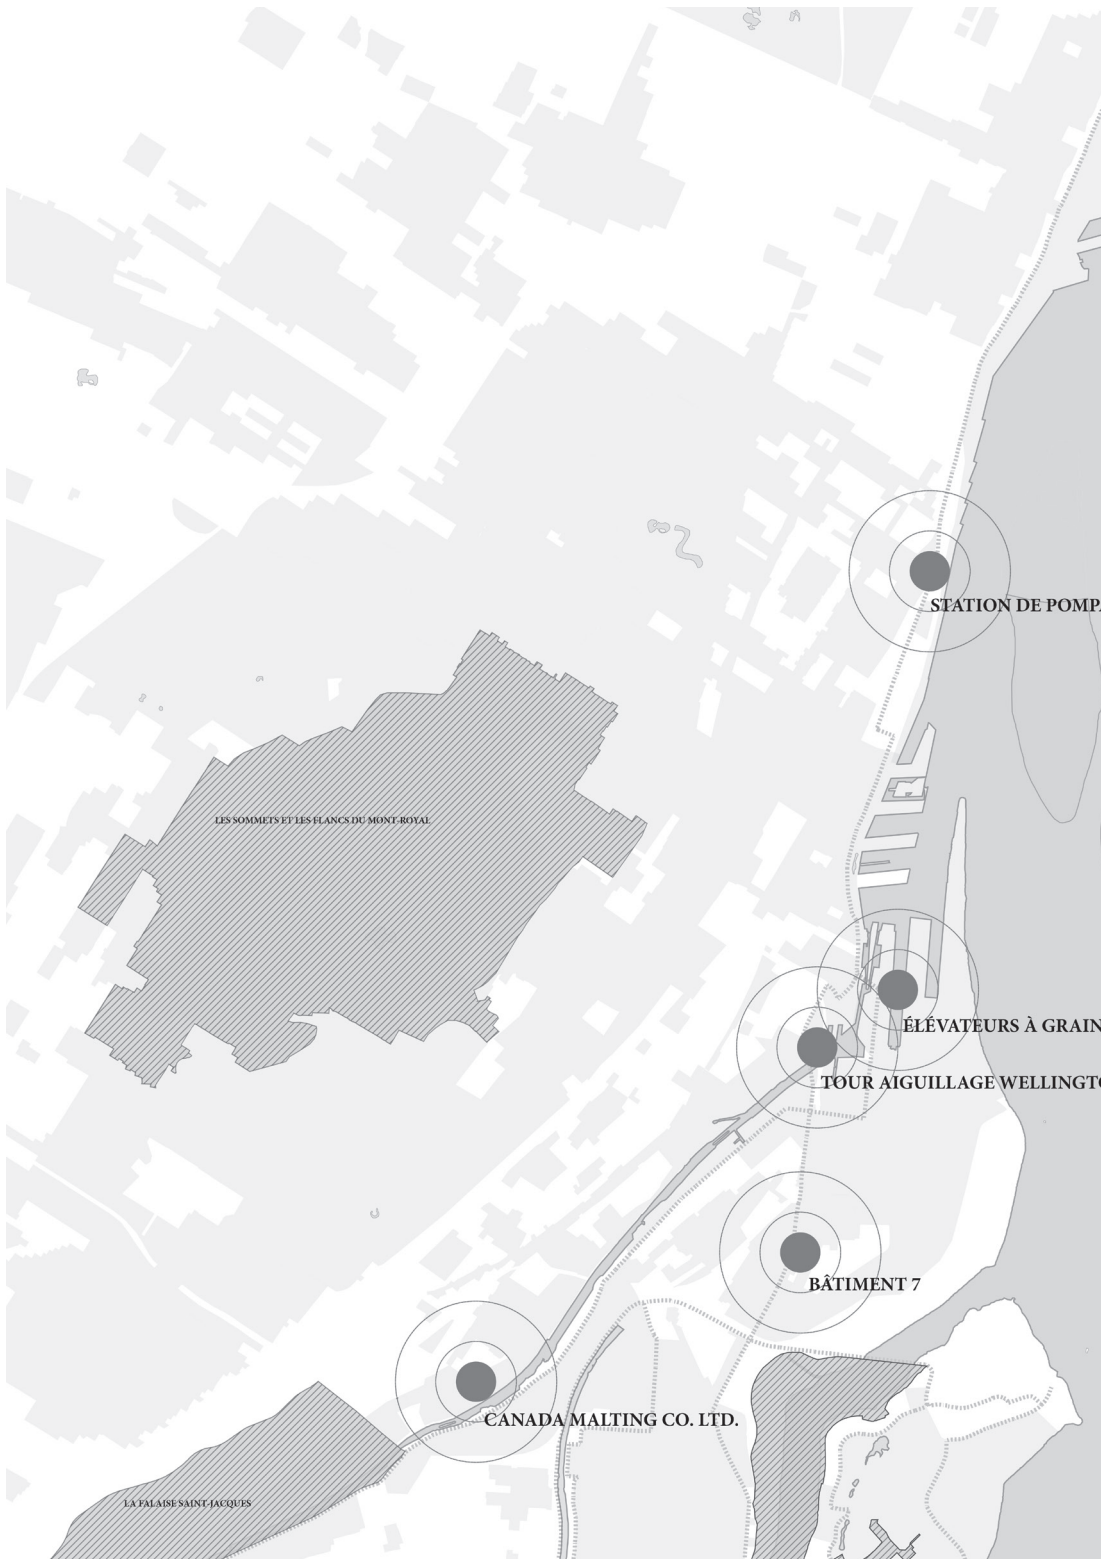 STATION DE POMPA
LES SOMMETS ET LES FLANCS DU MONT-ROYAL
ÉLÉVATEURS À GRAIN
TOUR AIGUILLAGE WELLINGTO
BÂTIMENT 7
CANADA MALTING CO. LTD.
LA FALAISE SAINT-JACQUES